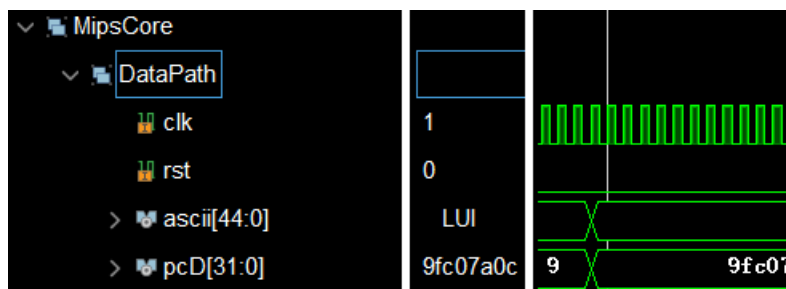 MipsCore
DataPath
clk 1
rst 0
ascii[44:0] LUI
pcD[31:0] 9fc07a0c 9 9fc07